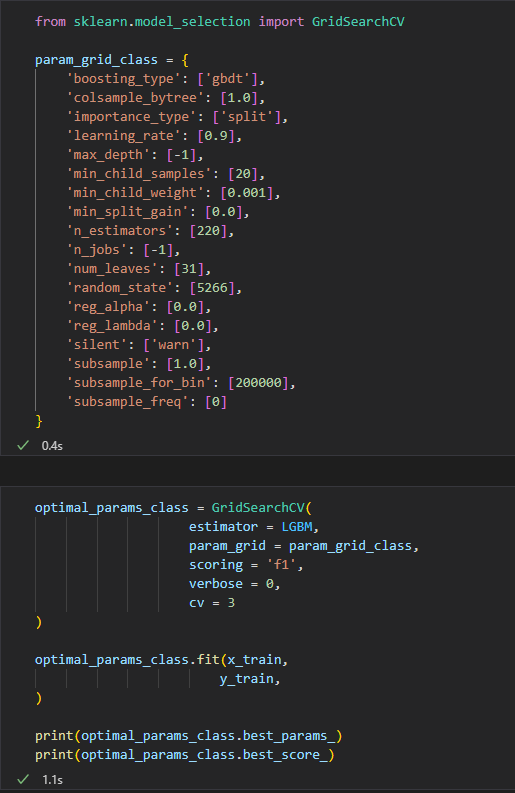 from sklearn.model_selection import GridSearchCV
param_grid_class = {
'boosting_type': ['gbdt'],
'colsample_bytree': [1.0],
'importance_type': ['split'],
'learning_rate': [0.9],
'max_depth': [-1],
'min_child_samples': [20],
'min_child_weight': [0.001],
'min_split_gain': [0.0],
'n_estimators': [220],
'n_jobs': [-1],
'num_leaves': [31],
'random_state': [5266],
'reg_alpha': [0.0],
'reg_lambda': [0.0],
'silent': ['warn'],
'subsample': [1.0],
'subsample_for_bin': [200000],
'subsample_freq': [0]
}
0.4s
optimal_params_class = GridSearchCV(
estimator = LGBM,
param_grid = param_grid_class,
scoring = 'f1',
verbose = 0,
cv = 3
)
optimal_params_class.fit(x_train,
y_train,
)
print(optimal_params_class.best_params_)
print(optimal_params_class.best_score_)
1.1s